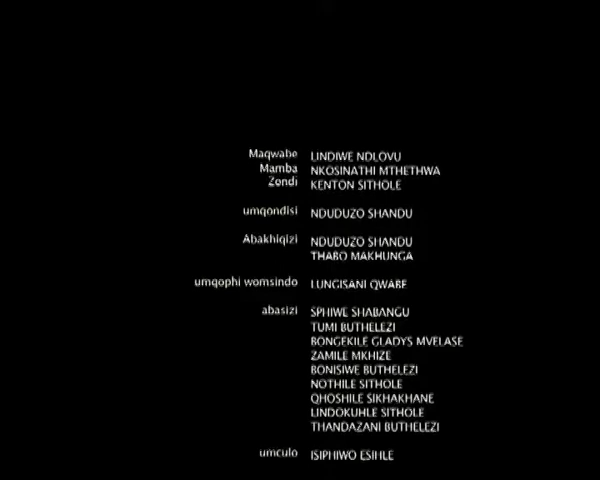 Maqwabe LINDIWE NDLOVU
Mamba NKOSINATHI MTHETHWA
Zondi KENTON SITHOLE
umqondisi NDUDUZO SHANDU
Abakhiqizi NDUDUZO SHANDU
THABO MAKHUNGA
umqophi womsindo LUNGISANI QWABE
abasizi SPHIWE SHABANGU
TUMI BUTHELEZI
BONGEKILE GLADYS MVELASE
ZAMILE MKHIZE
BONISIWE BUTHELEZI
NOTHILE SITHOLE
QHOSHILE SIKHAKHANE
LINDOKUHLE SITHOLE
THANDAZANI BUTHELEZI
umculo ISIPHIWO ESIHLE